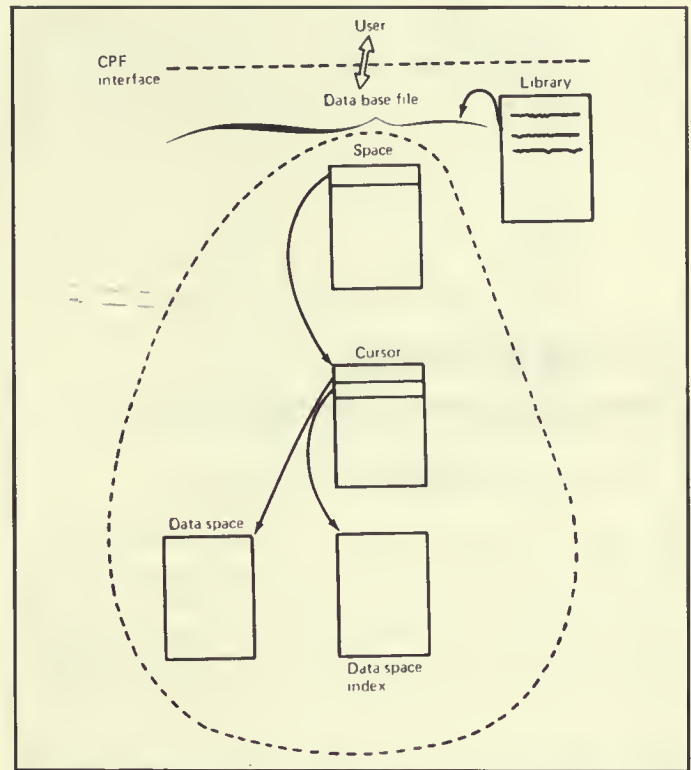 User
CPF
interface
Library
Data base file
Space
Cursor
Data space
Data space
index